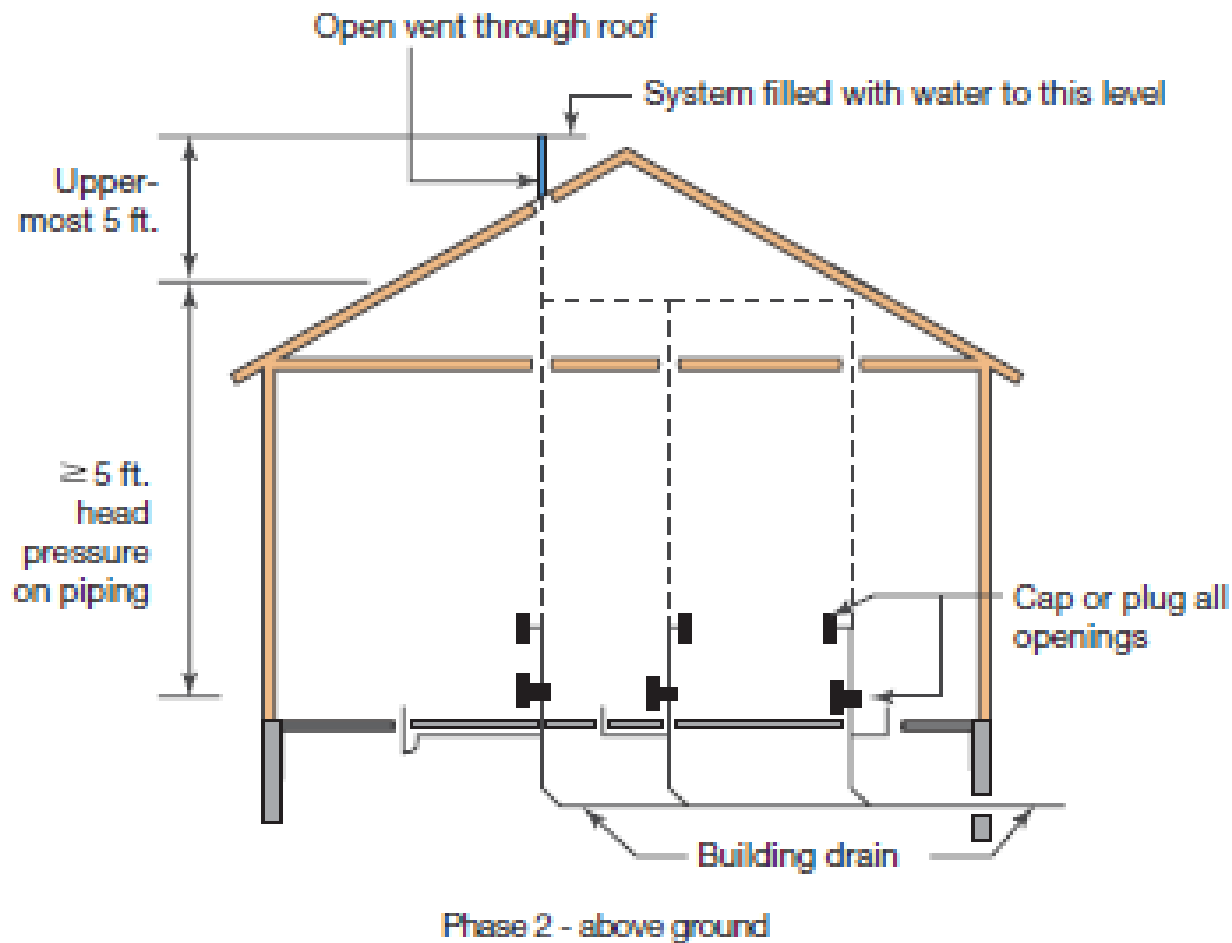 Open vent through roof
System filled with water to this level
Upper-
most 5 ft.
≥5 ft.
head
pressure
on piping
Cap or plug all
openings
Building drain
Phase 2 - above ground